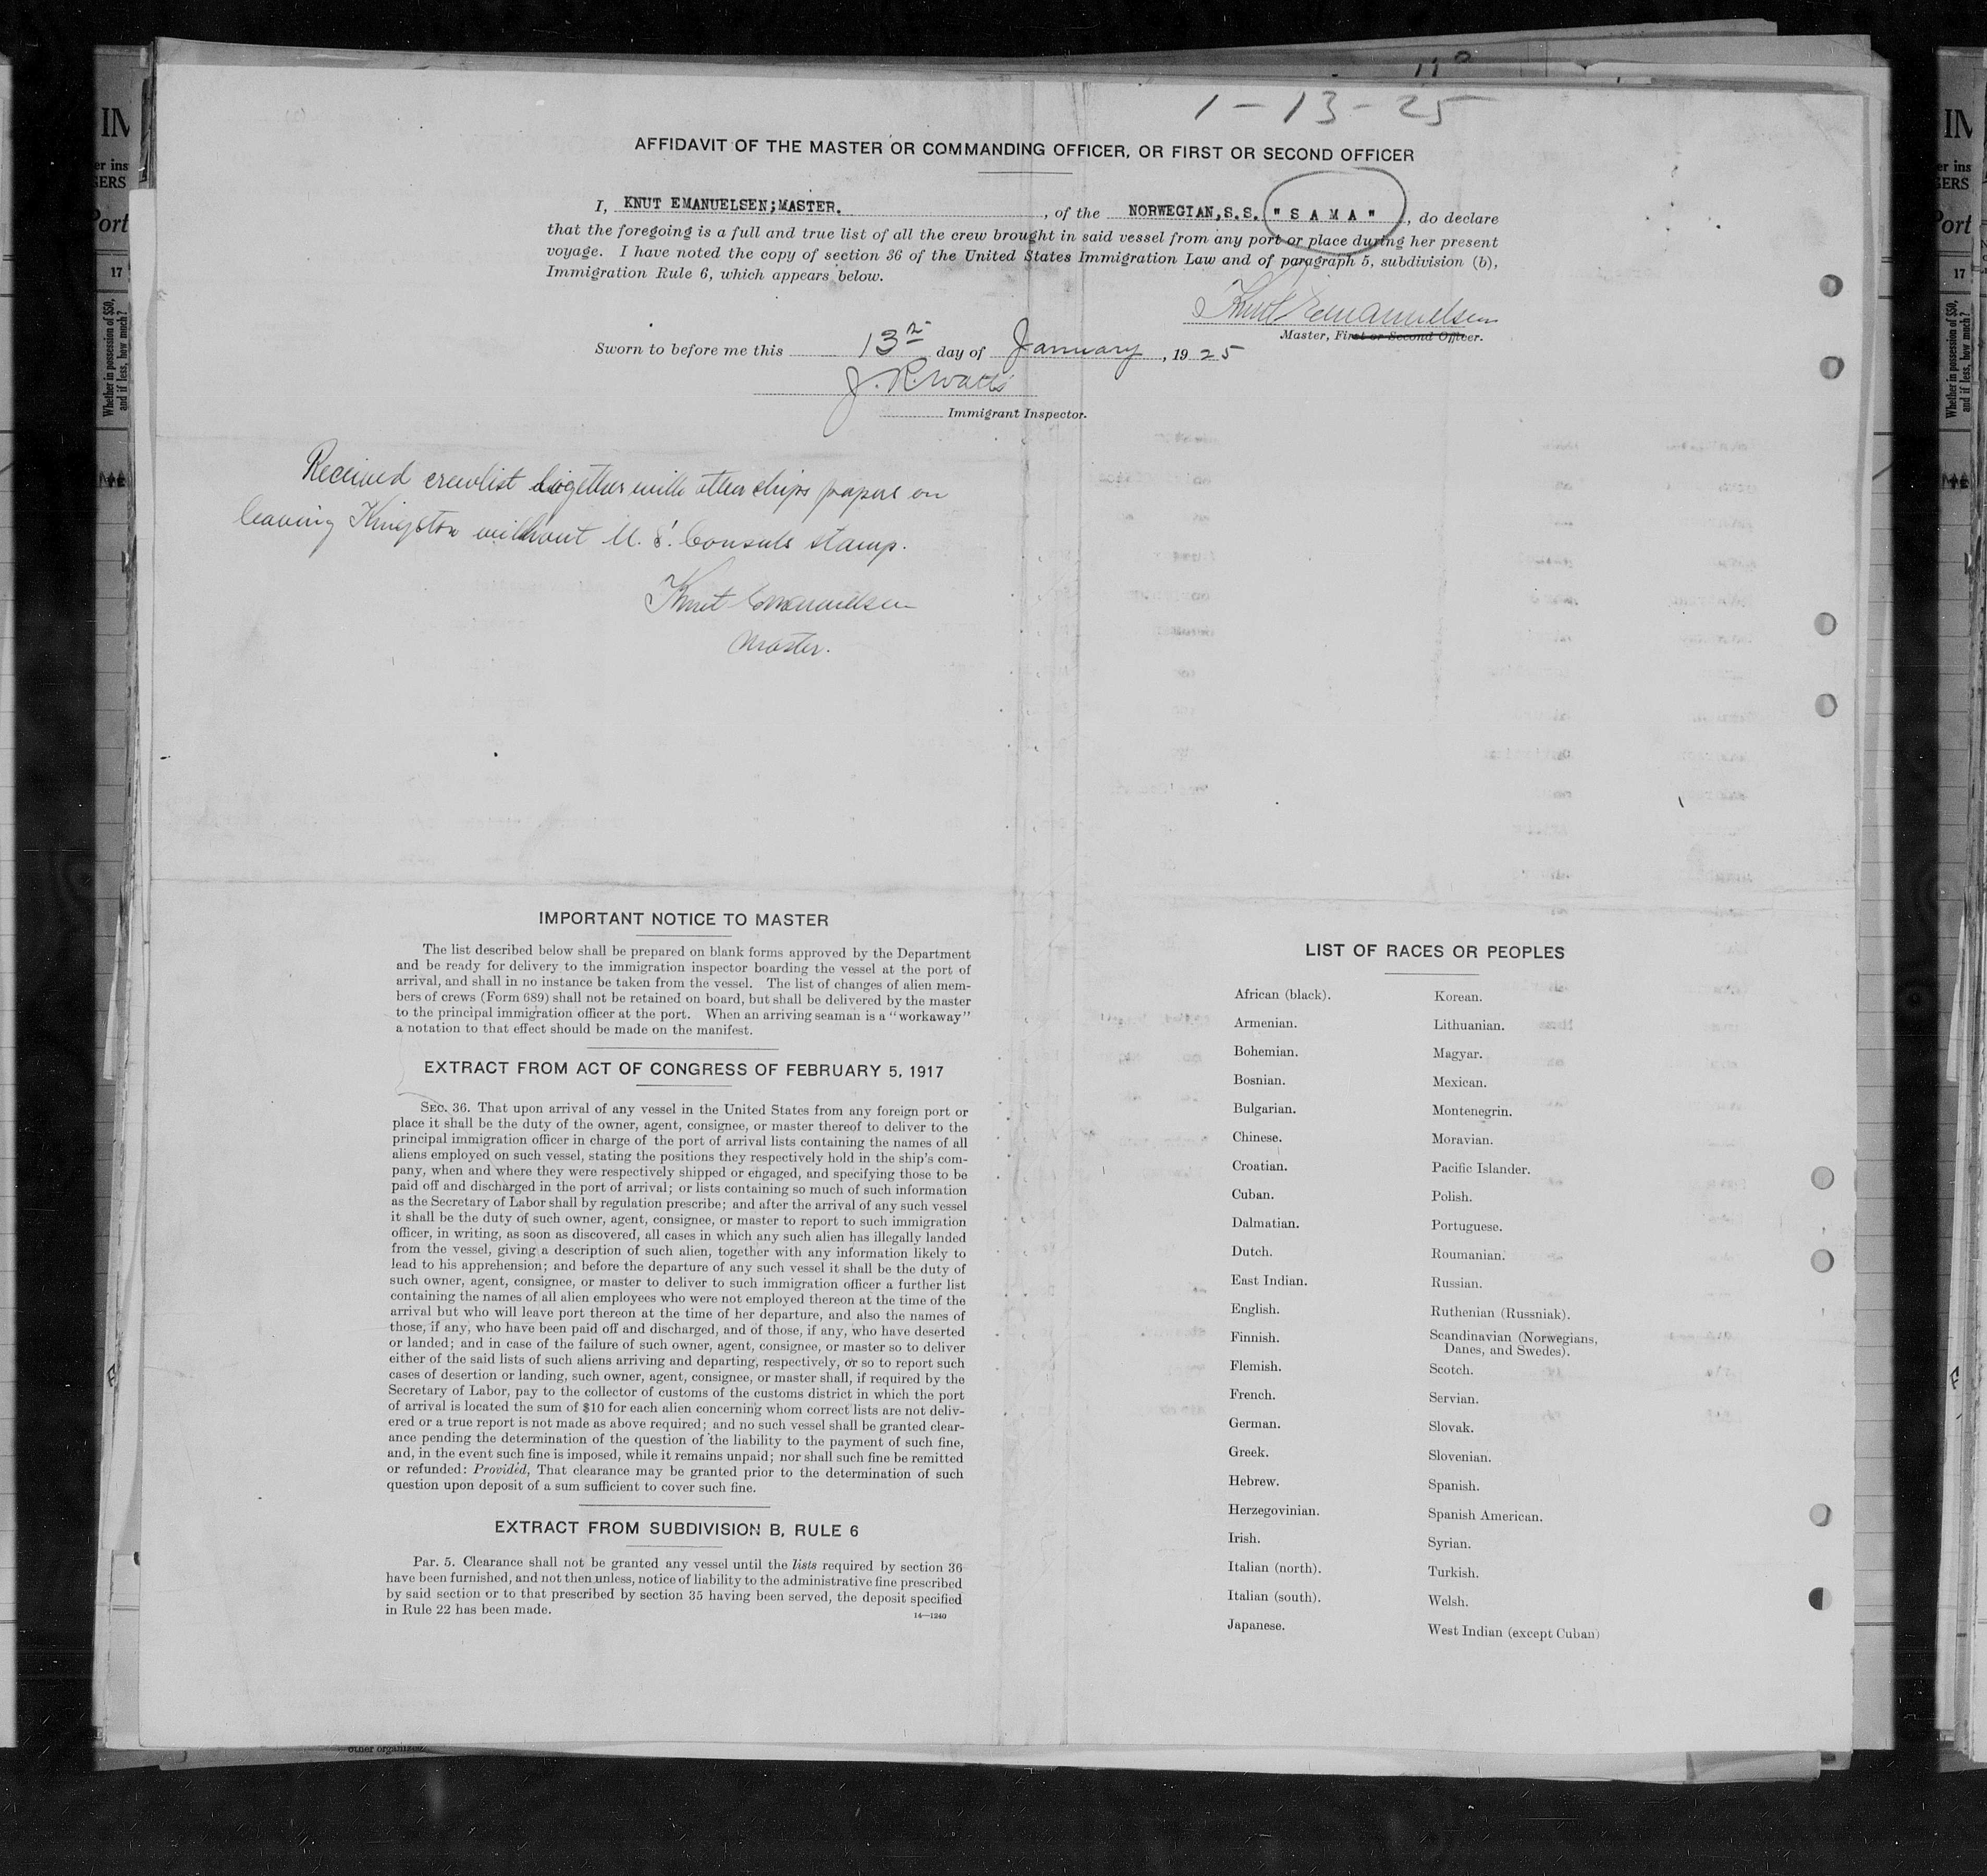 1-13-25
AFFIDAVIT OF THE MASTER OR COMMANDING OFFICER, OR FIRST OR SECOND OFFICER
I, KNUT EMANUELSEN;MASTER. , of the NORWEGIAN,S.S. "S A M A" , do declare
that the foregoing is a full and true list of all the crew brought in said vessel from any port or place during her present
voyage. I have noted the copy of section 36 of the United States Immigration Law and of paragraph 5, subdivision (b),
Immigration Rule 6, which appears below.
Knut Emanuelsen
Master, First or Second Officer.
Sworn to before me this 13 day of January , 19 25
J. R. Watts
Immigrant Inspector.
Received crewlist together with other ships papers on
leaving Kingston without U. S. Consuls stamp.
Knut Emanuelsen
Master.
IMPORTANT NOTICE TO MASTER
The list described below shall be prepared on blank forms approved by the Department
and be ready for delivery to the immigration inspector boarding the vessel at the port of
arrival, and shall in no instance be taken from the vessel. The list of changes of alien mem-
bers of crews (Form 689) shall not be retained on board, but shall be delivered by the master
to the principal immigration officer at the port. When an arriving seaman is a "workaway"
a notation to that effect should be made on the manifest.
EXTRACT FROM ACT OF CONGRESS OF FEBRUARY 5, 1917
SEC. 36. That upon arrival of any vessel in the United States from any foreign port or
place it shall be the duty of the owner, agent, consignee, or master thereof to deliver to the
principal immigration officer in charge of the port of arrival lists containing the names of all
aliens employed on such vessel, stating the positions they respectively hold in the ship's com-
pany, when and where they were respectively shipped or engaged, and specifying those to be
paid off and discharged in the port of arrival; or lists containing so much of such information
as the Secretary of Labor shall by regulation prescribe; and after the arrival of any such vessel
it shall be the duty of such owner, agent, consignee, or master to report to such immigration
officer, in writing, as soon as discovered, all cases in which any such alien has illegally landed
from the vessel, giving a description of such alien, together with any information likely to
lead to his apprehension; and before the departure of any such vessel it shall be the duty of
such owner, agent, consignee, or master to deliver to such immigration officer a further list
containing the names of all alien employees who were not employed thereon at the time of the
arrival but who will leave port thereon at the time of her departure, and also the names of
those, if any, who have been paid off and discharged, and of those, if any, who have deserted
or landed; and in case of the failure of such owner, agent, consignee, or master so to deliver
either of the said lists of such aliens arriving and departing, respectively, or so to report such
cases of desertion or landing, such owner, agent, consignee, or master shall, if required by the
Secretary of Labor, pay to the collector of customs of the customs district in which the port
of arrival is located the sum of $10 for each alien concerning whom correct lists are not deliv-
ered or a true report is not made as above required; and no such vessel shall be granted clear-
ance pending the determination of the question of the liability to the payment of such fine,
and, in the event such fine is imposed, while it remains unpaid; nor shall such fine be remitted
or refunded: Provided, That clearance may be granted prior to the determination of such
question upon deposit of a sum sufficient to cover such fine.
EXTRACT FROM SUBDIVISION B, RULE 6
Par. 5. Clearance shall not be granted any vessel until the lists required by section 36
have been furnished, and not then unless, notice of liability to the administrative fine prescribed
by said section or to that prescribed by section 35 having been served, the deposit specified
in Rule 22 has been made.
14—1240
LIST OF RACES OR PEOPLES
African (black).
Armenian.
Bohemian.
Bosnian.
Bulgarian.
Chinese.
Croatian.
Cuban.
Dalmatian.
Dutch.
East Indian.
English.
Finnish.
Flemish.
French.
German.
Greek.
Hebrew.
Herzegovinian.
Irish.
Italian (north).
Italian (south).
Japanese.
Korean.
Lithuanian.
Magyar.
Mexican.
Montenegrin.
Moravian.
Pacific Islander.
Polish.
Portuguese.
Roumanian.
Russian.
Ruthenian (Russniak).
Scandinavian (Norwegians,
Danes, and Swedes).
Scotch.
Servian.
Slovak.
Slovenian.
Spanish.
Spanish American.
Syrian.
Turkish.
Welsh.
West Indian (except Cuban)